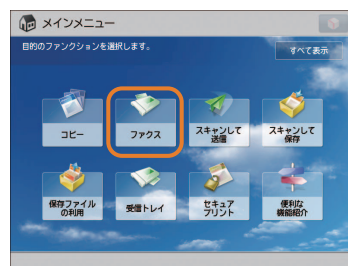 メインメニュー
目的のファンクションを選択します。
すべて表示
コピー
ファクス
スキャンして
送信
スキャンして
保存
保存ファイル
の利用
受信トレイ
セキュア
プリント
便利な
機能紹介